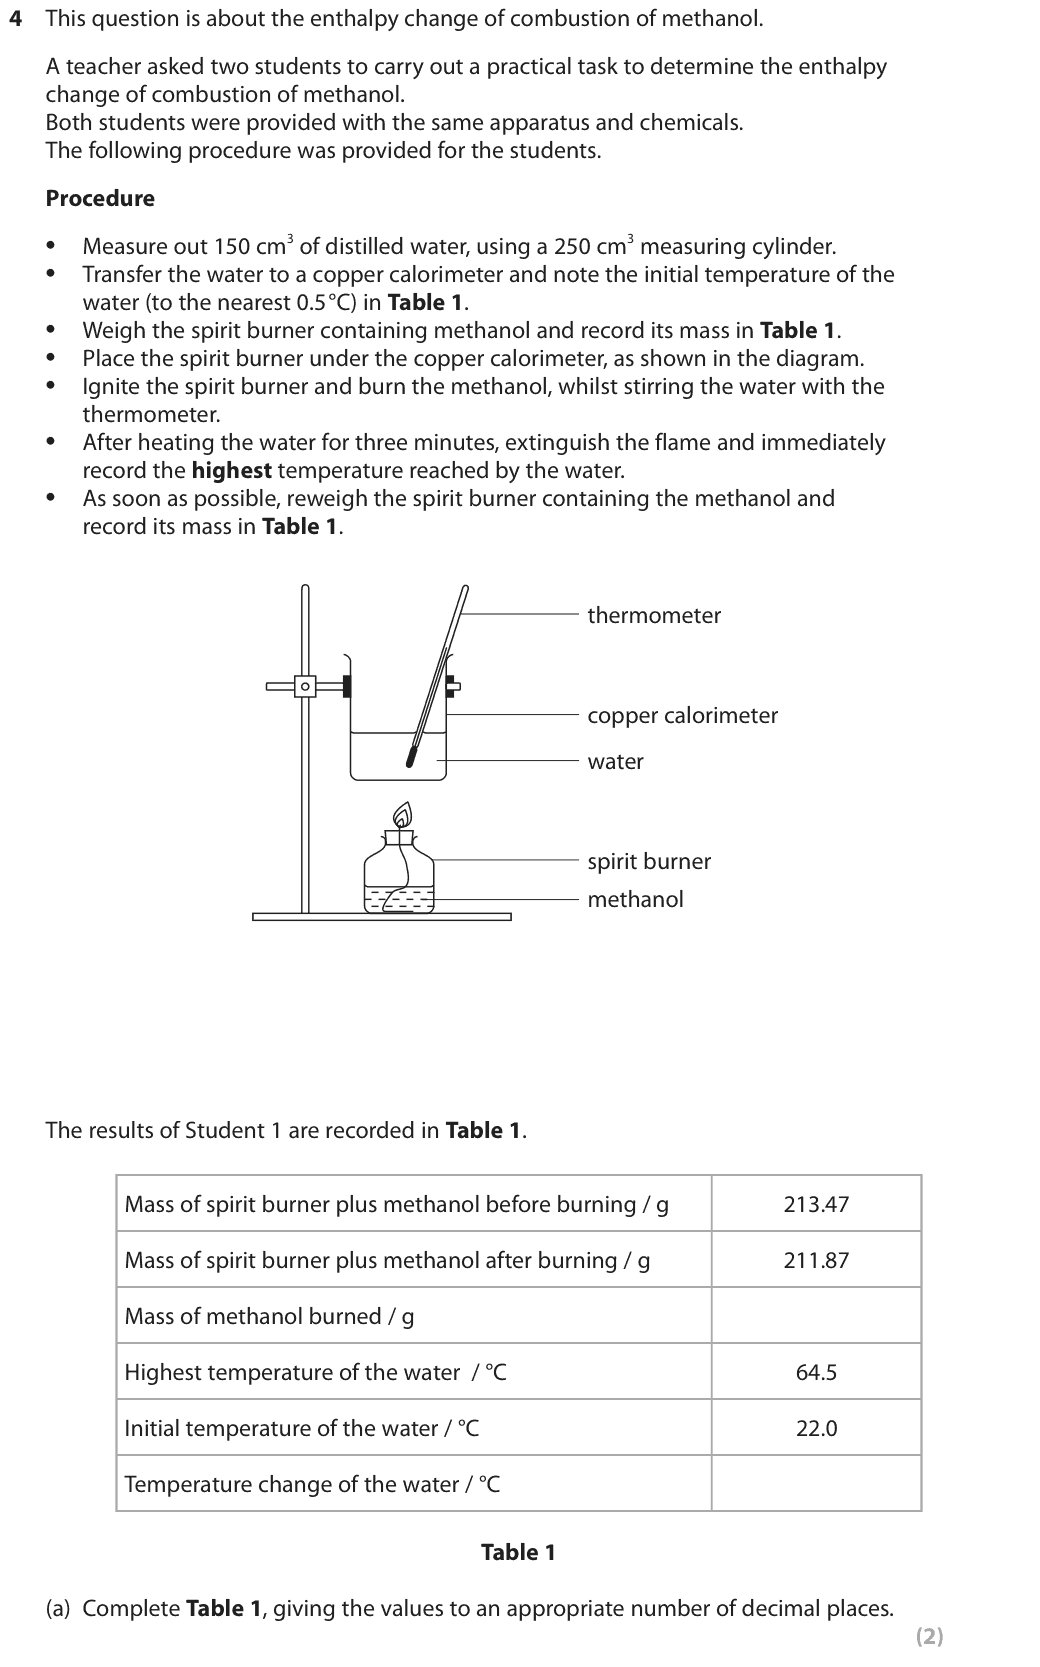 4 This question is about the enthalpy change of combustion of methanol.
A teacher asked two students to carry out a practical task to determine the enthalpy
change of combustion of methanol.
Both students were provided with the same apparatus and chemicals.
The following procedure was provided for the students.
Procedure
• Measure out 150 cm³ of distilled water, using a 250 cm³ measuring cylinder.
• Transfer the water to a copper calorimeter and note the initial temperature of the
water (to the nearest 0.5 °C) in Table 1.
• Weigh the spirit burner containing methanol and record its mass in Table 1.
• Place the spirit burner under the copper calorimeter, as shown in the diagram.
• Ignite the spirit burner and burn the methanol, whilst stirring the water with the
thermometer.
• After heating the water for three minutes, extinguish the flame and immediately
record the highest temperature reached by the water.
• As soon as possible, reweigh the spirit burner containing the methanol and
record its mass in Table 1.
thermometer
copper calorimeter
water
spirit burner
methanol
The results of Student 1 are recorded in Table 1.
Mass of spirit burner plus methanol before burning / g 213.47
Mass of spirit burner plus methanol after burning / g 211.87
Mass of methanol burned / g
Highest temperature of the water / °C 64.5
Initial temperature of the water / °C 22.0
Temperature change of the water / °C
Table 1
(a) Complete Table 1, giving the values to an appropriate number of decimal places.
(2)